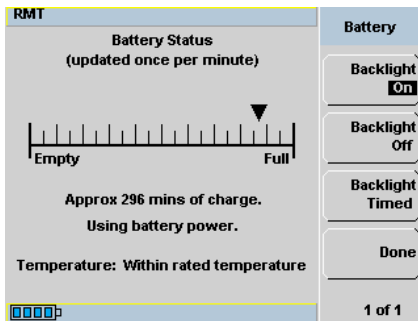 RMT
Battery Status
(updated once per minute)
Empty
Full
Approx 296 mins of charge.
Using battery power.
Temperature: Within rated temperature
Battery
Backlight
On
Backlight
Off
Backlight
Timed
Done
1 of 1